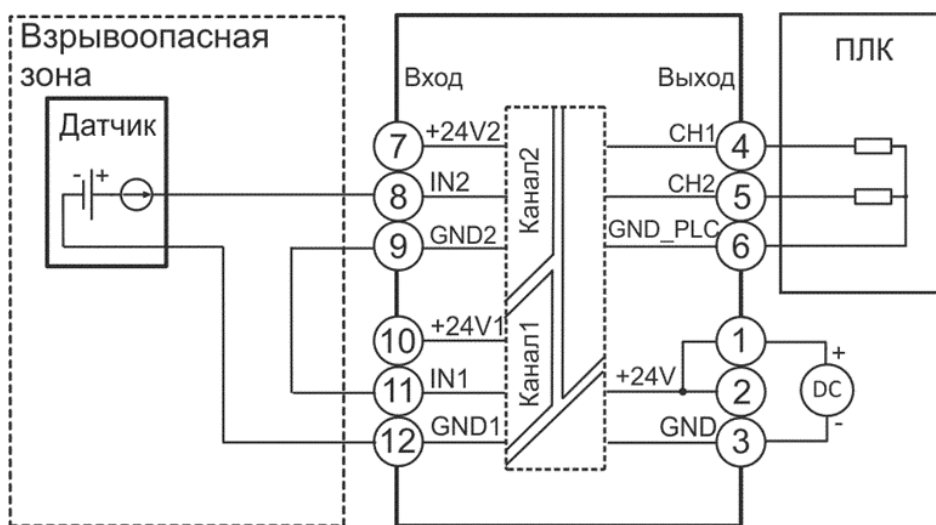 Взрывоопасная
зона
Датчик
- +
Вход
Выход
ПЛК
7
+24V2
8
IN2
9
GND2
10
+24V1
11
IN1
12
GND1
Канал2
Канал1
CH1
4
CH2
5
GND_PLC
6
1
+24V
2
GND
3
+
DC
-